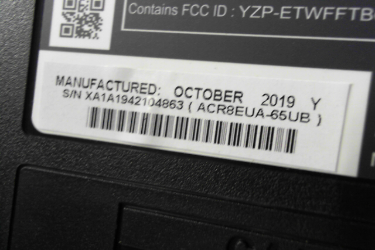 Contains FCC ID : YZP-ETWFFTB
MANUFACTURED: OCTOBER 2019 Y
S/N XA1A1942104863 ( ACR8EUA-65UB )